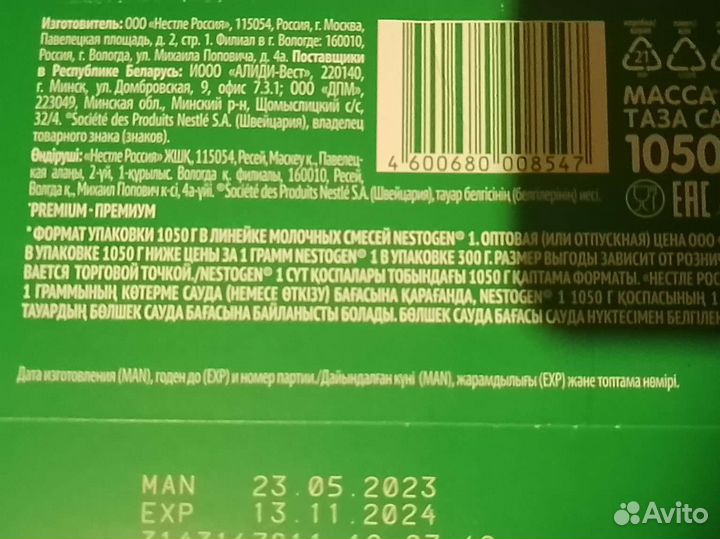 Изготовитель: ООО «Нестле Россия», 115054, Россия, г. Москва,
Павелецкая площадь, д. 2, стр. 1. Филиал в г. Вологде: 160010,
Россия, г. Вологда, ул. Михаила Поповича, д. 4а. Поставщики
в Республике Беларусь: ИООО «АЛИДИ-Вест», 220140,
г. Минск, ул. Домбровская, 9, офис 7.3.1; ООО «ДПМ»,
223049, Минская обл., Минский р-н, Щомыслицкий с/с,
32/4. ®Société des Produits Nestlé S.A. (Швейцария), владелец
товарного знака (знаков).
Өндіруші: «Нестле Россия» ЖШҚ, 115054, Ресей, Мәскеу қ., Павелец-
кая алаңы, 2-үй, 1-құрылыс. Вологда қ. филиалы, 160010, Ресей,
Вологда қ., Михаил Попович к-сі, 4а-үйі. ®Société des Produits Nestlé S.A. (Швейцария), тауар белгісінің (белгілерінің) иесі.
4 600680 008547
21
МАССА
ТАЗА СА
1050
EAC
*PREMIUM - ПРЕМИУМ
*ФОРМАТ УПАКОВКИ 1050 Г В ЛИНЕЙКЕ МОЛОЧНЫХ СМЕСЕЙ NESTOGEN® 1. ОПТОВАЯ (ИЛИ ОТПУСКНАЯ) ЦЕНА ООО
В УПАКОВКЕ 1050 Г НИЖЕ ЦЕНЫ ЗА 1 ГРАММ NESTOGEN® 1 В УПАКОВКЕ 300 Г. РАЗМЕР ВЫГОДЫ ЗАВИСИТ ОТ РОЗНИ
ВАЕТСЯ ТОРГОВОЙ ТОЧКОЙ./NESTOGEN® 1 СҮТ ҚОСПАЛАРЫ ТОБЫНДАҒЫ 1050 Г ҚАПТАМА ФОРМАТЫ. «НЕСТЛЕ РОС
1 ГРАММЫНЫҢ КӨТЕРМЕ САУДА (НЕМЕСЕ ӨТКІЗУ) БАҒАСЫНА ҚАРАҒАНДА, NESTOGEN® 1 1050 Г ҚОСПАСЫНЫҢ 1
ТАУАРДЫҢ БӨЛШЕК САУДА БАҒАСЫНА БАЙЛАНЫСТЫ БОЛАДЫ. БӨЛШЕК САУДА БАҒАСЫ САУДА НҮКТЕСІМЕН БЕЛГІЛЕН
Дата изготовления (MAN), годен до (EXP) и номер партии./Дайындалған күні (MAN), жарамдылығы (EXP) және топтама нөмірі.
MAN 23.05.2023
EXP 13.11.2024
Avito